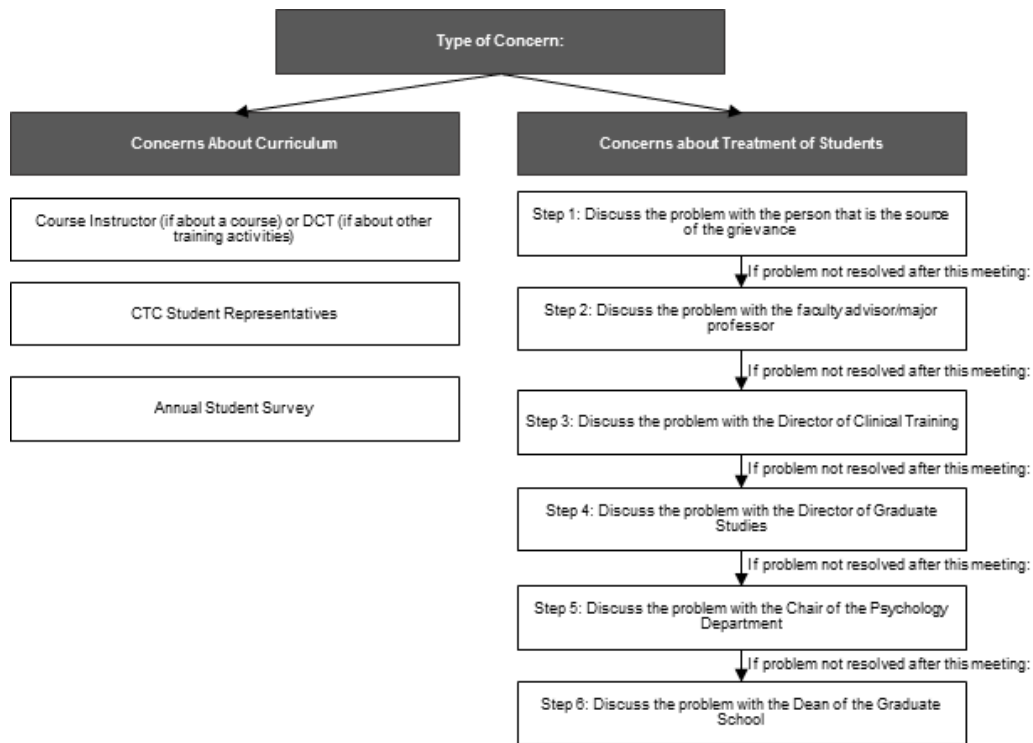 Type of Concern:
Concerns About Curriculum
Course Instructor (if about a course) or DCT (if about other
training activities)
CTC Student Representatives
Annual Student Survey
Concerns about Treatment of Students
Step 1: Discuss the problem with the person that is the source
of the grievance
If problem not resolved after this meeting:
Step 2: Discuss the problem with the faculty advisor/major
professor
If problem not resolved after this meeting:
Step 3: Discuss the problem with the Director of Clinical Training
If problem not resolved after this meeting:
Step 4: Discuss the problem with the Director of Graduate
Studies
If problem not resolved after this meeting:
Step 5: Discuss the problem with the Chair of the Psychology
Department
If problem not resolved after this meeting:
Step 6: Discuss the problem with the Dean of the Graduate
School